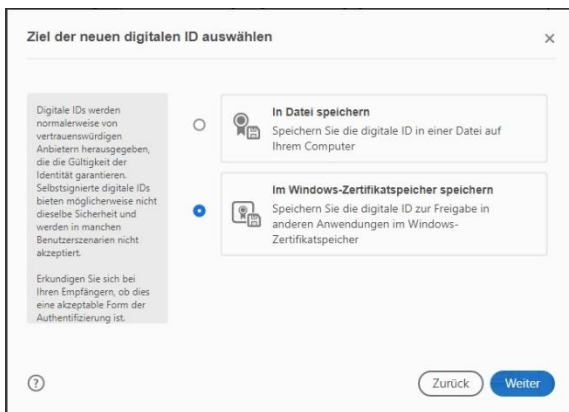 Ziel der neuen digitalen ID auswählen
Digitale IDs werden
normalerweise von
vertrauenswürdigen
Anbietern herausgegeben,
die die Gültigkeit der
Identität garantieren.
Selbstsignierte digitale IDs
bieten möglicherweise nicht
dieselbe Sicherheit und
werden in manchen
Benutzerszenarien nicht
akzeptiert.
Erkundigen Sie sich bei
Ihren Empfängern, ob dies
eine akzeptable Form der
Authentifizierung ist.
In Datei speichern
Speichern Sie die digitale ID in einer Datei auf
Ihrem Computer
Im Windows-Zertifikatspeicher speichern
Speichern Sie die digitale ID zur Freigabe in
anderen Anwendungen im Windows-
Zertifikatspeicher
?
Zurück
Weiter